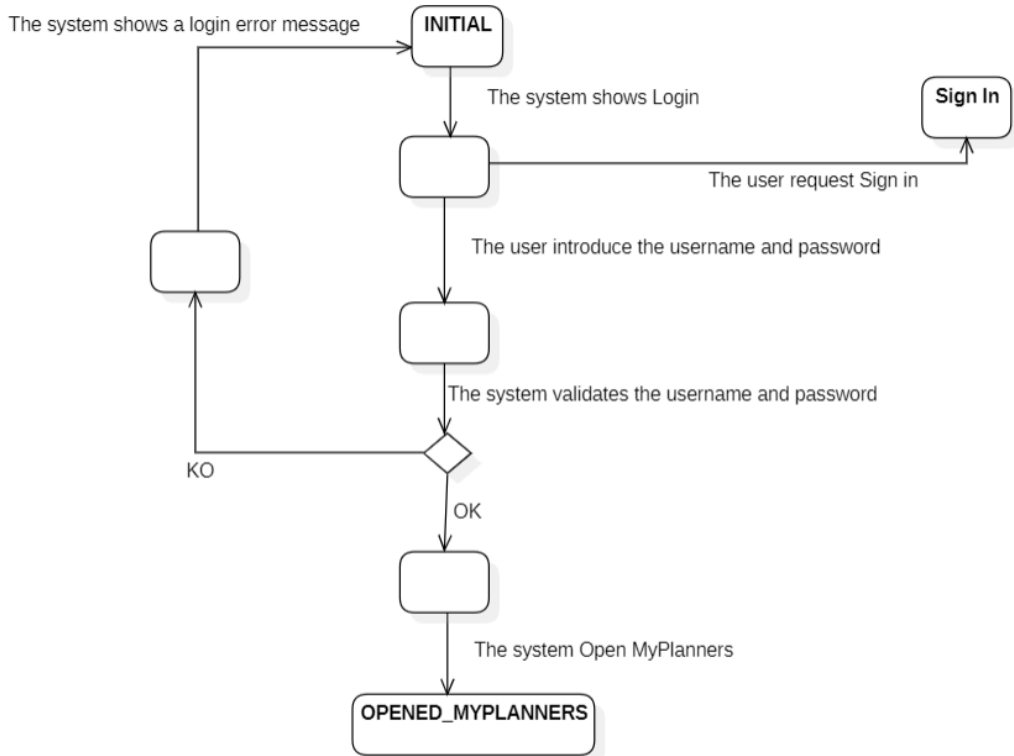 The system shows a login error message
INITIAL
The system shows Login
Sign In
The user request Sign in
The user introduce the username and password
The system validates the username and password
KO
OK
The system Open MyPlanners
OPENED_MYPLANNERS